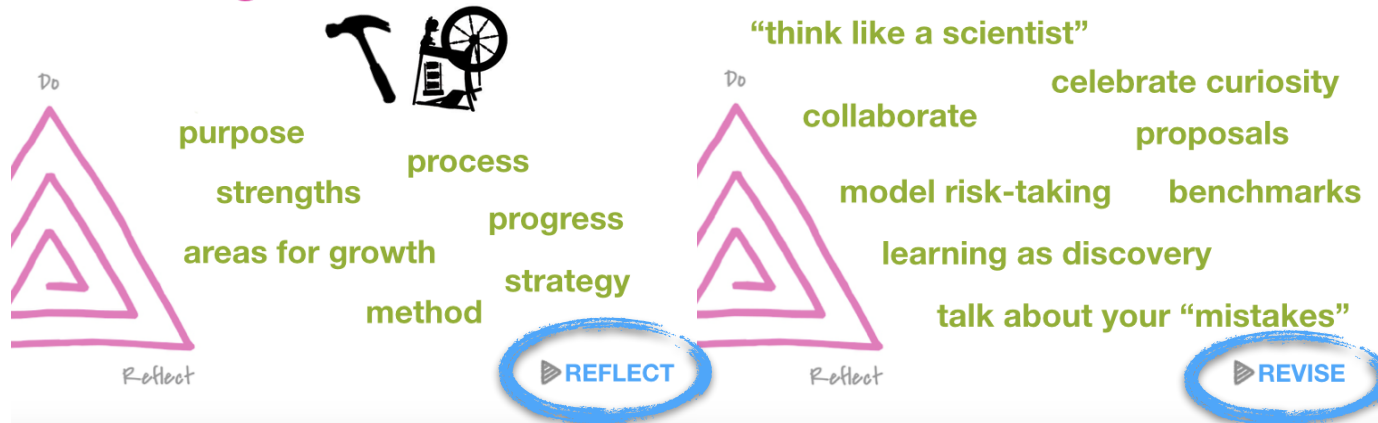 Do
purpose
process
strengths
progress
areas for growth
strategy
method
Reflect
REFLECT
“think like a scientist”
Do
celebrate curiosity
collaborate
proposals
model risk-taking
benchmarks
learning as discovery
talk about your “mistakes”
Reflect
REVISE